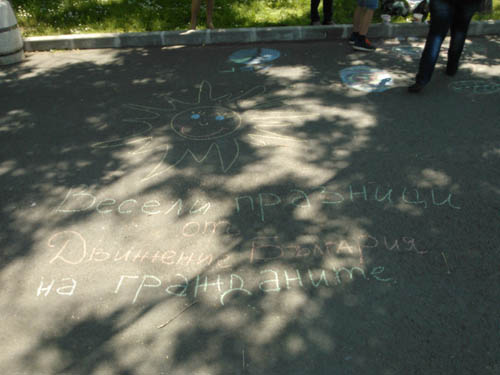 Весели празници
от
Движение България
на гражданите